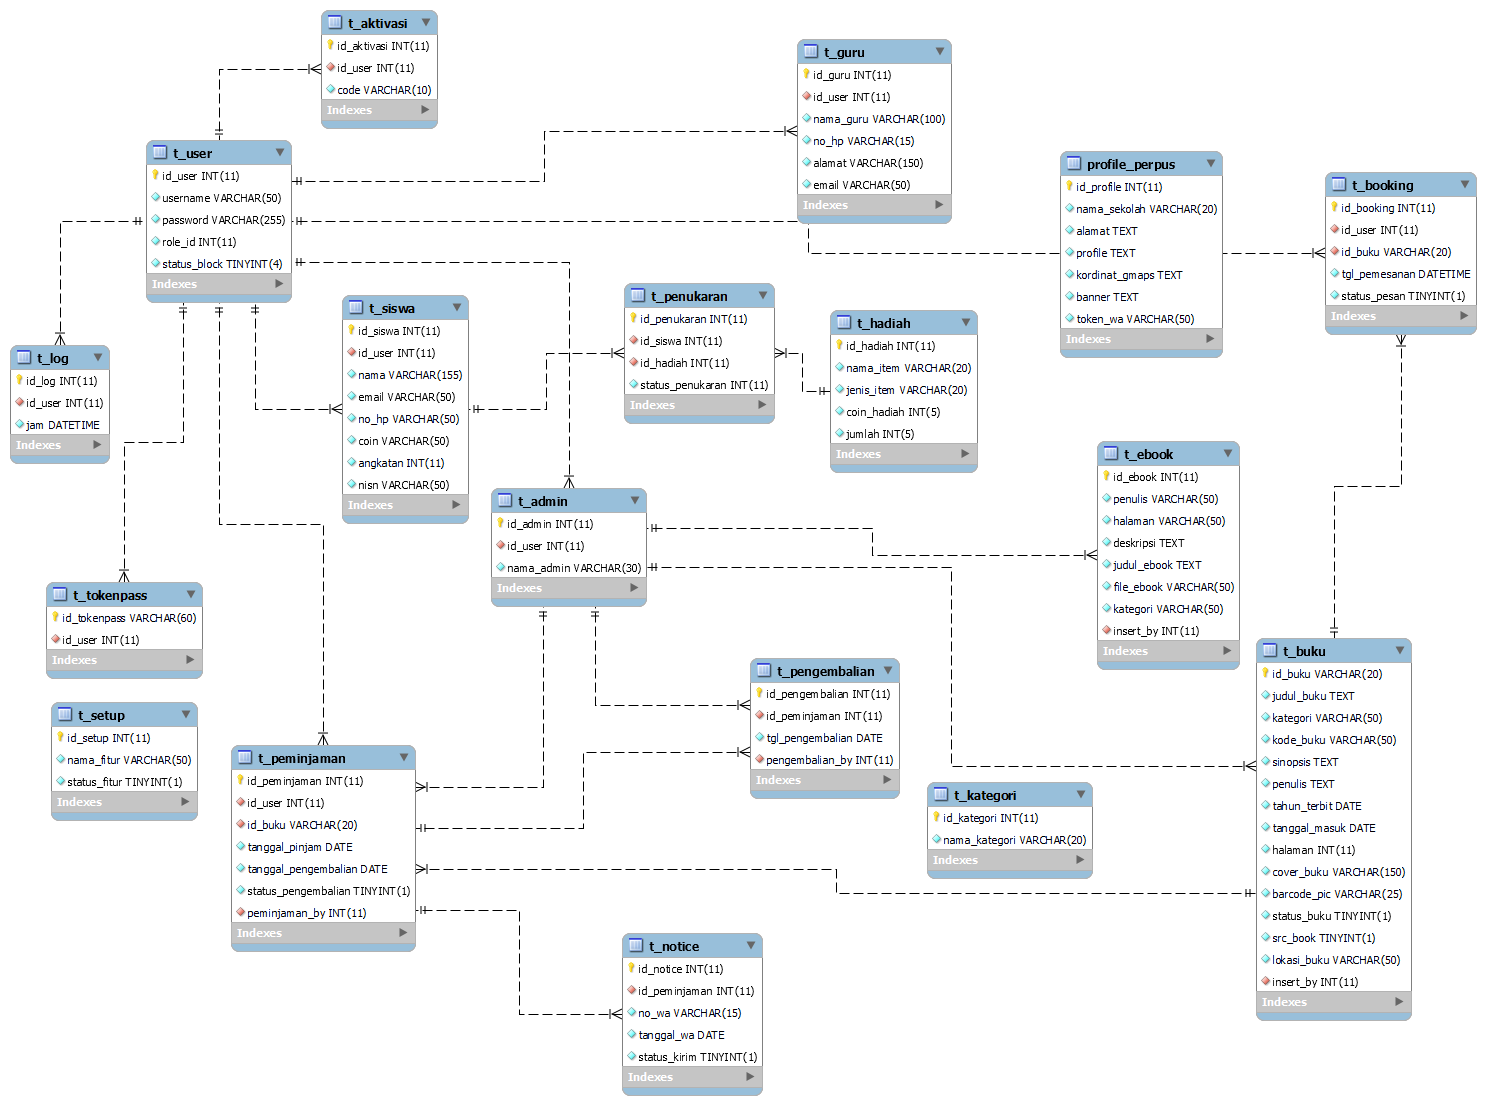 t_aktivasi
id_aktivasi INT(11)
id_user INT(11)
code VARCHAR(10)
Indexes
t_guru
id_guru INT(11)
id_user INT(11)
nama_guru VARCHAR(100)
no_hp VARCHAR(15)
alamat VARCHAR(150)
email VARCHAR(50)
Indexes
t_user
id_user INT(11)
username VARCHAR(50)
password VARCHAR(255)
role_id INT(11)
status_block TINYINT(4)
Indexes
profile_perpus
id_profile INT(11)
nama_sekolah VARCHAR(20)
alamat TEXT
profile TEXT
kordinat_gmaps TEXT
banner TEXT
token_wa VARCHAR(50)
Indexes
t_booking
id_booking INT(11)
id_user INT(11)
id_buku VARCHAR(20)
tgl_pemesanan DATETIME
status_pesan TINYINT(1)
Indexes
t_log
id_log INT(11)
id_user INT(11)
jam DATETIME
Indexes
t_siswa
id_siswa INT(11)
id_user INT(11)
nama VARCHAR(155)
email VARCHAR(50)
no_hp VARCHAR(50)
coin VARCHAR(50)
angkatan INT(11)
nisn VARCHAR(50)
Indexes
t_penukaran
id_penukaran INT(11)
id_siswa INT(11)
id_hadiah INT(11)
status_penukaran INT(11)
Indexes
t_hadiah
id_hadiah INT(11)
nama_item VARCHAR(20)
jenis_item VARCHAR(20)
coin_hadiah INT(5)
jumlah INT(5)
Indexes
t_admin
id_admin INT(11)
id_user INT(11)
nama_admin VARCHAR(30)
Indexes
t_ebook
id_ebook INT(11)
penulis VARCHAR(50)
halaman VARCHAR(50)
deskripsi TEXT
judul_ebook TEXT
file_ebook VARCHAR(50)
kategori VARCHAR(50)
insert_by INT(11)
Indexes
t_tokenpass
id_tokenpass VARCHAR(60)
id_user INT(11)
Indexes
t_setup
id_setup INT(11)
nama_fitur VARCHAR(50)
status_fitur TINYINT(1)
Indexes
t_peminjaman
id_peminjaman INT(11)
id_user INT(11)
id_buku VARCHAR(20)
tanggal_pinjam DATE
tanggal_pengembalian DATE
status_pengembalian TINYINT(1)
peminjaman_by INT(11)
Indexes
t_pengembalian
id_pengembalian INT(11)
id_peminjaman INT(11)
tgl_pengembalian DATE
pengembalian_by INT(11)
Indexes
t_kategori
id_kategori INT(11)
nama_kategori VARCHAR(20)
Indexes
t_buku
id_buku VARCHAR(20)
judul_buku TEXT
kategori VARCHAR(50)
kode_buku VARCHAR(50)
sinopsis TEXT
penulis TEXT
tahun_terbit DATE
tanggal_masuk DATE
halaman INT(11)
cover_buku VARCHAR(150)
barcode_pic VARCHAR(25)
status_buku TINYINT(1)
src_book TINYINT(1)
lokasi_buku VARCHAR(50)
insert_by INT(11)
Indexes
t_notice
id_notice INT(11)
id_peminjaman INT(11)
no_wa VARCHAR(15)
tanggal_wa DATE
status_kirim TINYINT(1)
Indexes